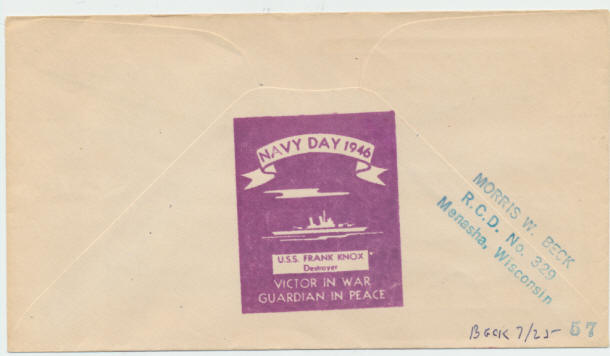 NAVY DAY 1946
U.S.S. FRANK KNOX
Destroyer
VICTOR IN WAR
GUARDIAN IN PEACE
MORRIS W. BECK
R.C.D. No. 329
Menasha, Wisconsin
BECK 7/25-
57